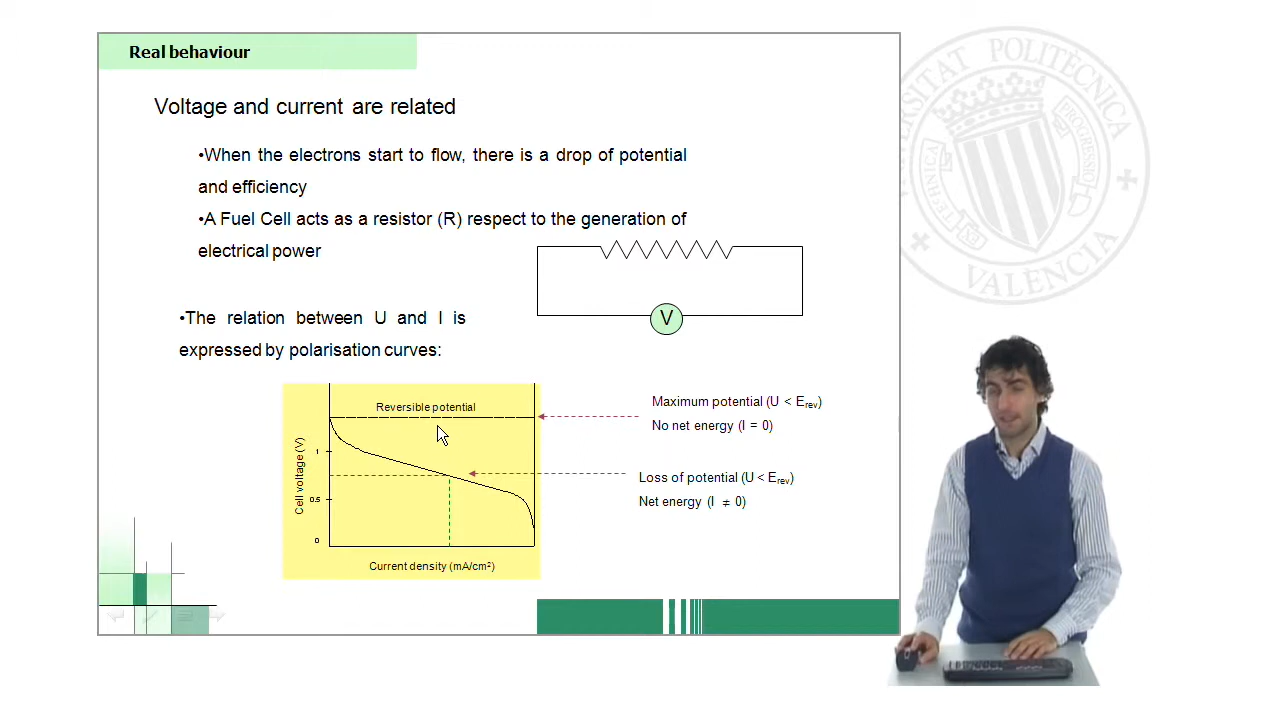 Real behaviour
Voltage and current are related
•When the electrons start to flow, there is a drop of potential
and efficiency
•A Fuel Cell acts as a resistor (R) respect to the generation of
electrical power
V
•The relation between U and I is
expressed by polarisation curves:
Reversible potential
Cell voltage (V)
1
0.5
0
Current density (mA/cm²)
Maximum potential (U < Erev)
No net energy (I = 0)
Loss of potential (U < Erev)
Net energy (I ≠ 0)
UNIVERSITAT POLITÈCNICA
VALÈNCIA